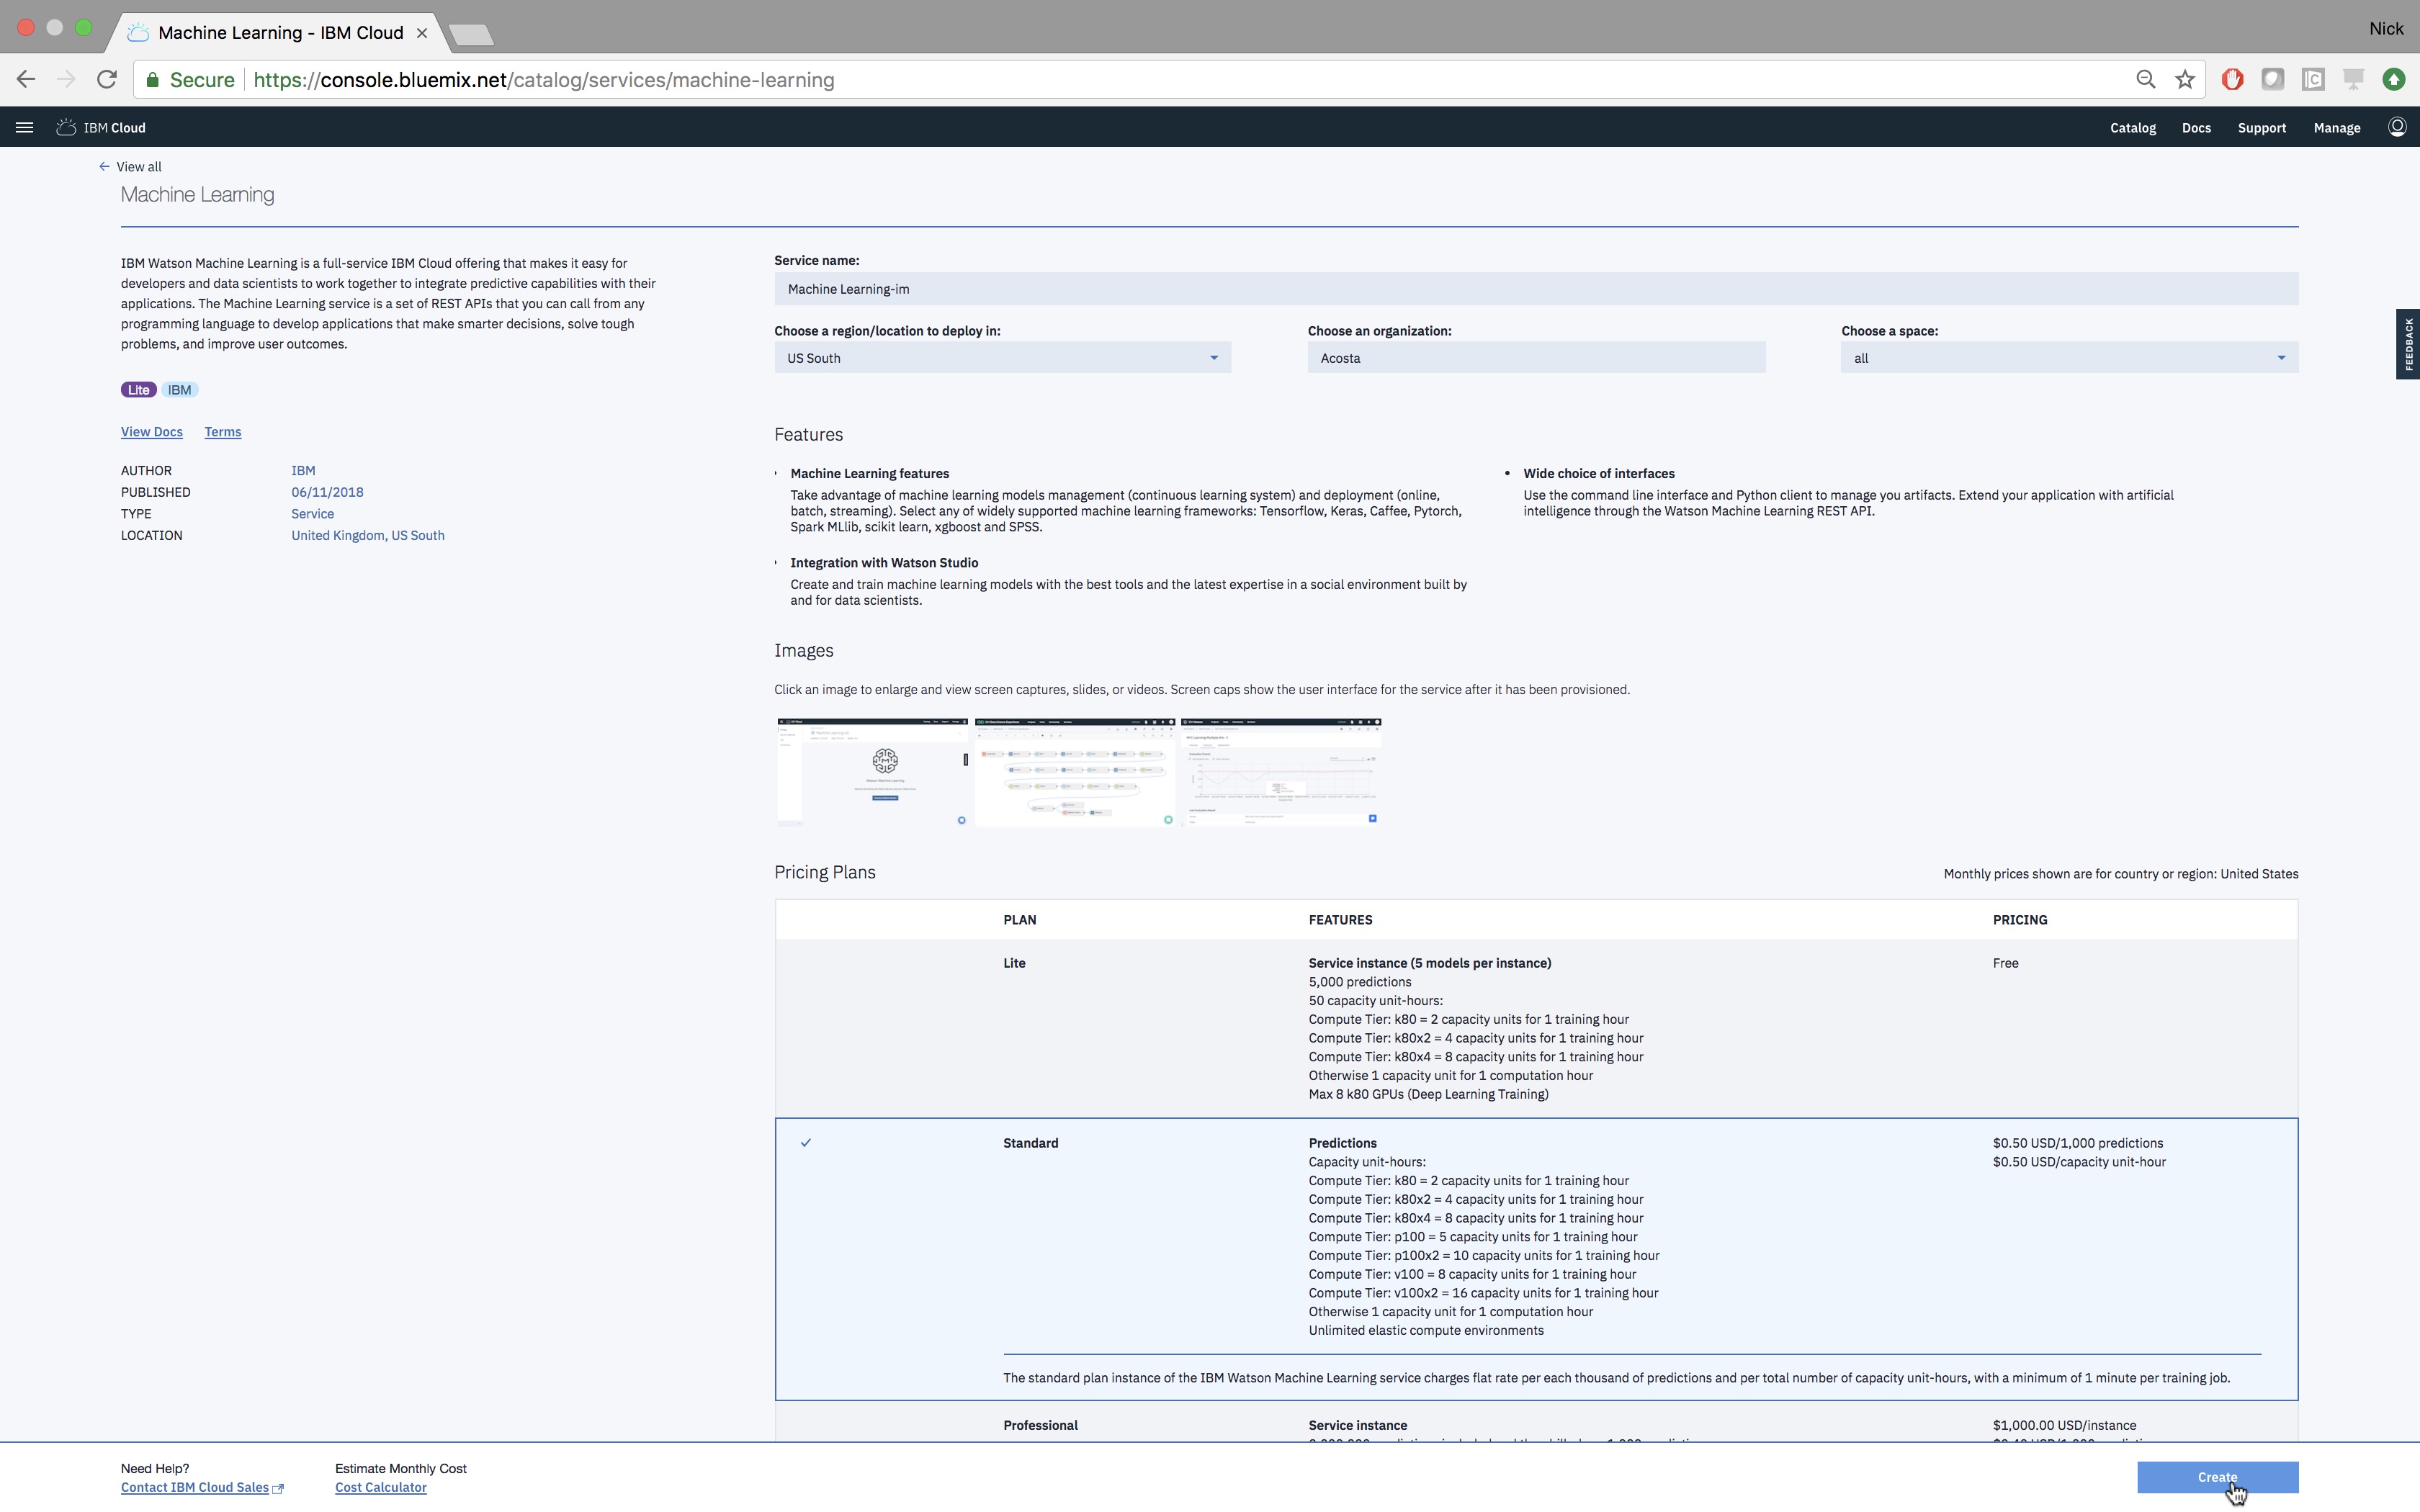 Machine Learning - IBM Cloud
Nick
Secure https://console.bluemix.net/catalog/services/machine-learning
IBM Cloud
Catalog Docs Support Manage
View all
Machine Learning
IBM Watson Machine Learning is a full-service IBM Cloud offering that makes it easy for
developers and data scientists to work together to integrate predictive capabilities with their
applications. The Machine Learning service is a set of REST APIs that you can call from any
programming language to develop applications that make smarter decisions, solve tough
problems, and improve user outcomes.
Lite IBM
View Docs Terms
AUTHOR IBM
PUBLISHED 06/11/2018
TYPE Service
LOCATION United Kingdom, US South
Service name:
Machine Learning-im
Choose a region/location to deploy in: Choose an organization: Choose a space:
US South Acosta all
FEEDBACK
Features
Machine Learning features
Take advantage of machine learning models management (continuous learning system) and deployment (online,
batch, streaming). Select any of widely supported machine learning frameworks: Tensorflow, Keras, Caffee, Pytorch,
Spark MLlib, scikit learn, xgboost and SPSS.
• Wide choice of interfaces
Use the command line interface and Python client to manage you artifacts. Extend your application with artificial
intelligence through the Watson Machine Learning REST API.
Integration with Watson Studio
Create and train machine learning models with the best tools and the latest expertise in a social environment built by
and for data scientists.
Images
Click an image to enlarge and view screen captures, slides, or videos. Screen caps show the user interface for the service after it has been provisioned.
Pricing Plans
Monthly prices shown are for country or region: United States
PLAN FEATURES PRICING
Lite Service instance (5 models per instance) Free
5,000 predictions
50 capacity unit-hours:
Compute Tier: k80 = 2 capacity units for 1 training hour
Compute Tier: k80x2 = 4 capacity units for 1 training hour
Compute Tier: k80x4 = 8 capacity units for 1 training hour
Otherwise 1 capacity unit for 1 computation hour
Max 8 k80 GPUs (Deep Learning Training)
Standard Predictions $0.50 USD/1,000 predictions
Capacity unit-hours: $0.50 USD/capacity unit-hour
Compute Tier: k80 = 2 capacity units for 1 training hour
Compute Tier: k80x2 = 4 capacity units for 1 training hour
Compute Tier: k80x4 = 8 capacity units for 1 training hour
Compute Tier: p100 = 5 capacity units for 1 training hour
Compute Tier: p100x2 = 10 capacity units for 1 training hour
Compute Tier: v100 = 8 capacity units for 1 training hour
Compute Tier: v100x2 = 16 capacity units for 1 training hour
Otherwise 1 capacity unit for 1 computation hour
Unlimited elastic compute environments
The standard plan instance of the IBM Watson Machine Learning service charges flat rate per each thousand of predictions and per total number of capacity unit-hours, with a minimum of 1 minute per training job.
Professional Service instance $1,000.00 USD/instance
Need Help? Estimate Monthly Cost
Contact IBM Cloud Sales Cost Calculator
Create